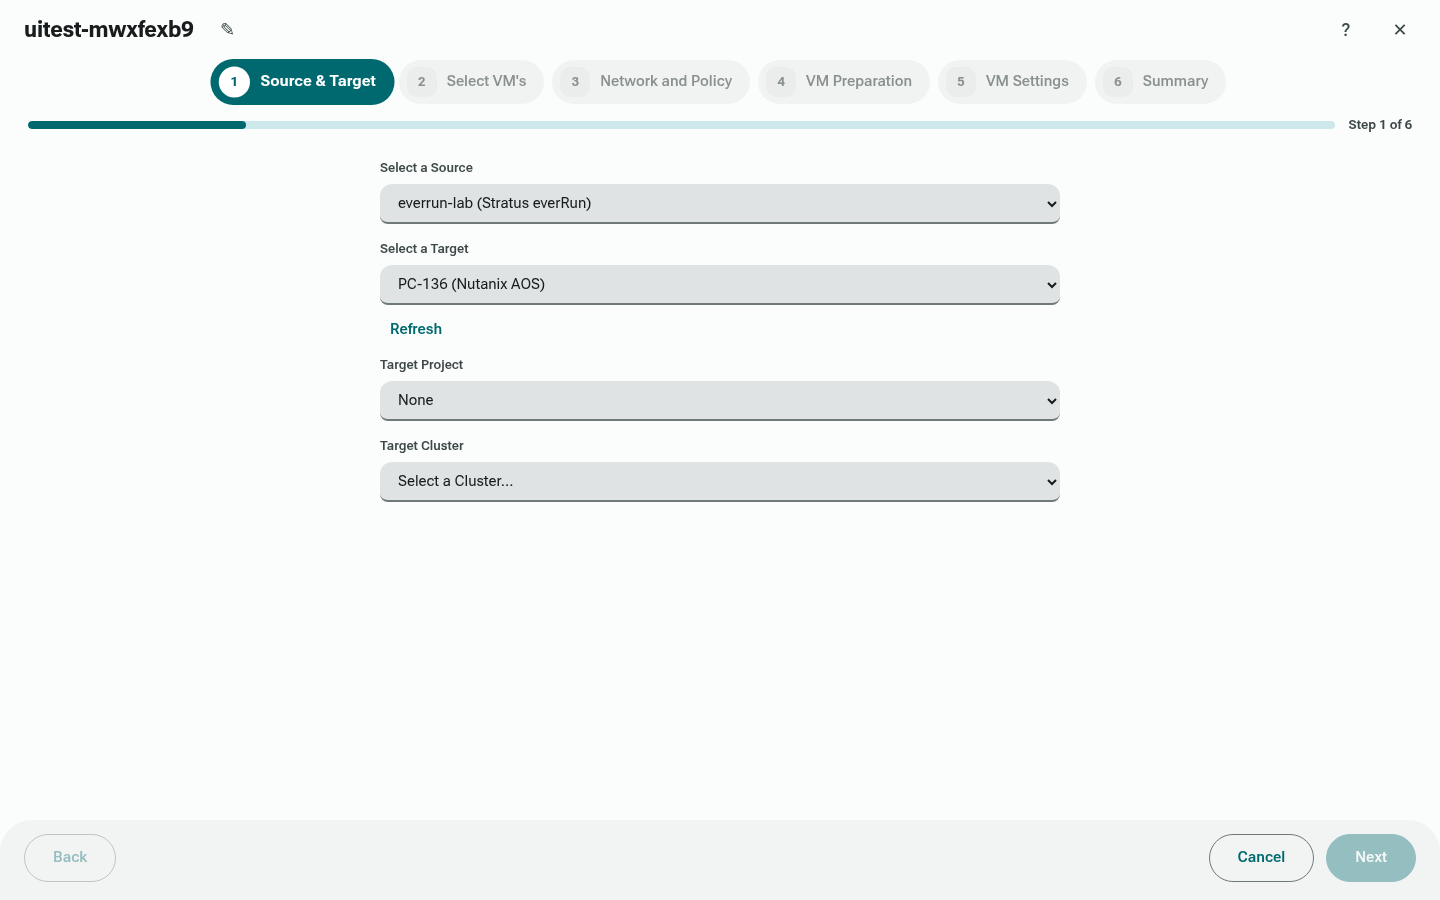 uitest-mwxfexb9 ✎ ? ✕
1 Source & Target 2 Select VM's 3 Network and Policy 4 VM Preparation 5 VM Settings 6 Summary
Step 1 of 6
Select a Source
everrun-lab (Stratus everRun)
Select a Target
PC-136 (Nutanix AOS)
Refresh
Target Project
None
Target Cluster
Select a Cluster...
Back Cancel Next